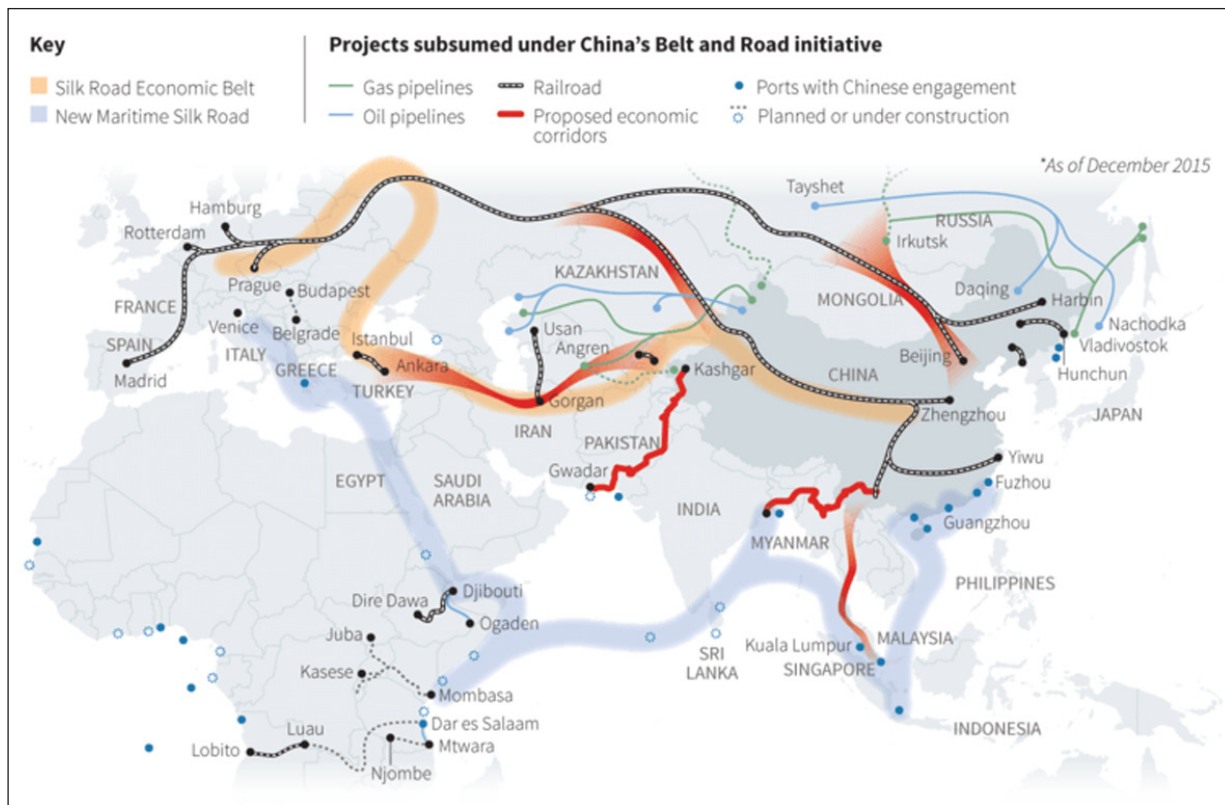 Key
Silk Road Economic Belt
New Maritime Silk Road
Projects subsumed under China's Belt and Road initiative
Gas pipelines
Oil pipelines
Railroad
Proposed economic
corridors
Ports with Chinese engagement
Planned or under construction
*As of December 2015
Tayshet
Hamburg
Rotterdam
RUSSIA
Irkutsk
KAZAKHSTAN
Prague
Budapest
MONGOLIA
Daqing
Harbin
FRANCE
Venice
Belgrade
Istanbul
Usan
Angren
Nachodka
Vladivostok
SPAIN
ITALY
Madrid
GREECE
Ankara
TURKEY
Kashgar
Beijing
CHINA
Hunchun
Gorgan
Zhengzhou
JAPAN
IRAN
PAKISTAN
Gwadar
Yiwu
EGYPT
SAUDI
ARABIA
INDIA
Fuzhou
Guangzhou
MYANMAR
PHILIPPINES
Djibouti
Dire Dawa
Ogaden
Juba
SRI
LANKA
Kuala Lumpur
MALAYSIA
SINGAPORE
Kasese
Mombasa
Dar es Salaam
INDONESIA
Luau
Lobito
Mtwara
Njombe